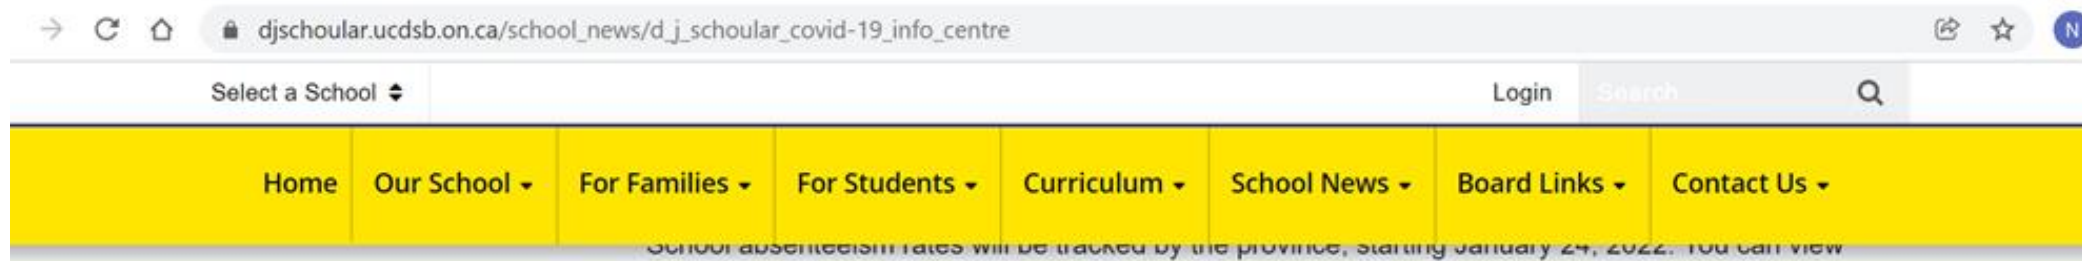 djschoular.ucdsb.on.ca/school_news/d_j_schoular_covid-19_info_centre
N
Select a School Login Search
Home Our School For Families For Students Curriculum School News Board Links Contact Us
School absenteeism rates will be tracked by the province, starting January 24, 2022. You can view